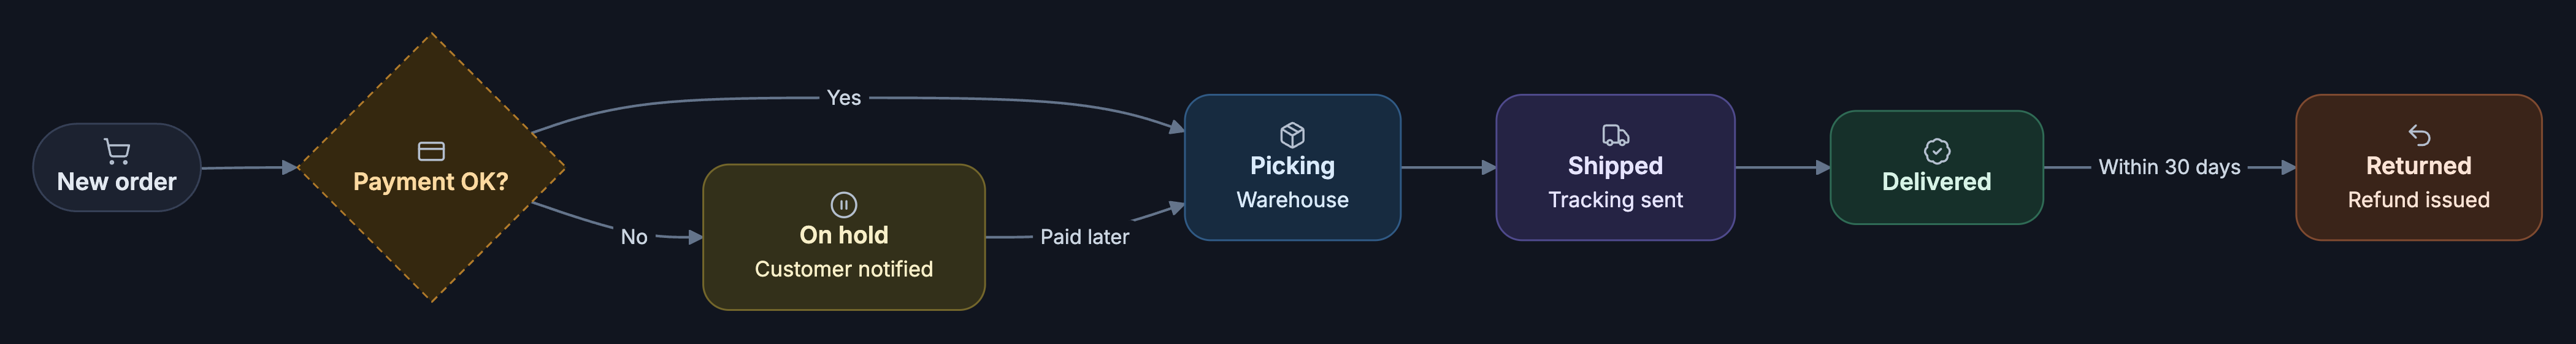 New order
Payment OK?
Yes
No
On hold
Customer notified
Paid later
Picking
Warehouse
Shipped
Tracking sent
Delivered
Within 30 days
Returned
Refund issued